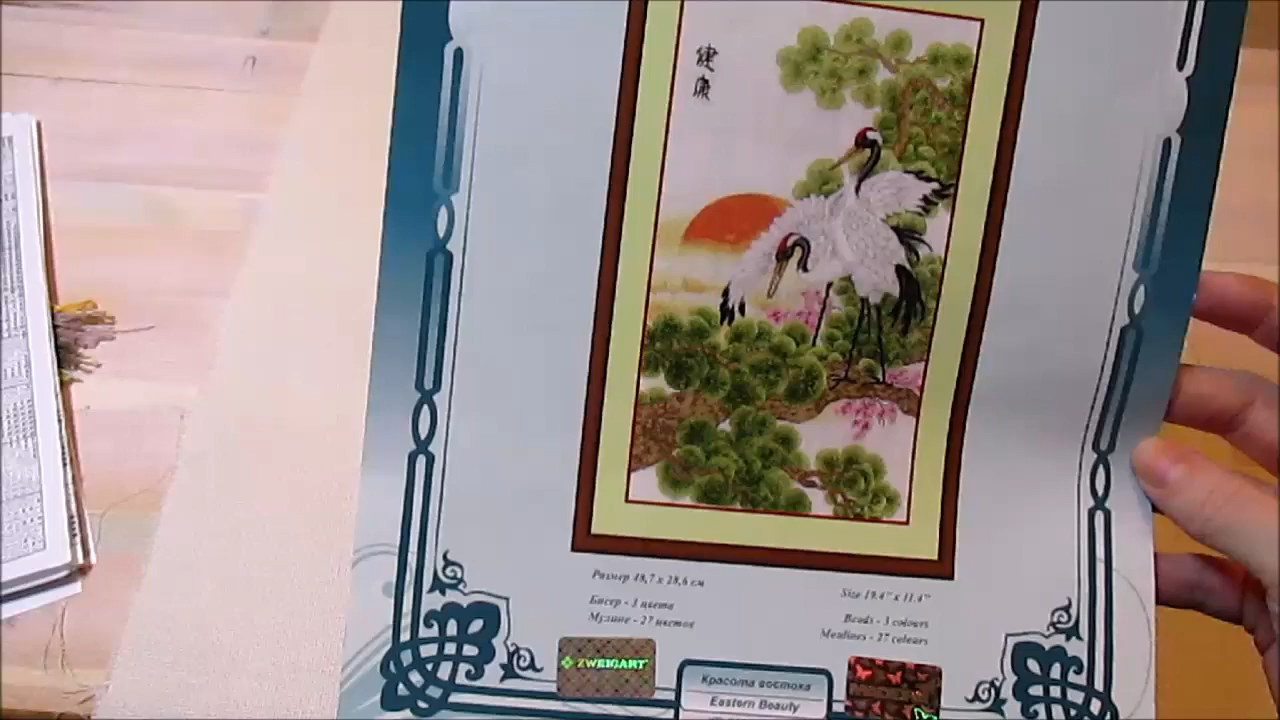 健
康
Размер 48,7 x 28,6 см
Бисер - 3 цвета
Мулине - 27 цветов
Size 19.4" x 11.4"
Beads - 3 colours
Moulines - 27 colours
ZWEIGART
Красота востока
Eastern Beauty